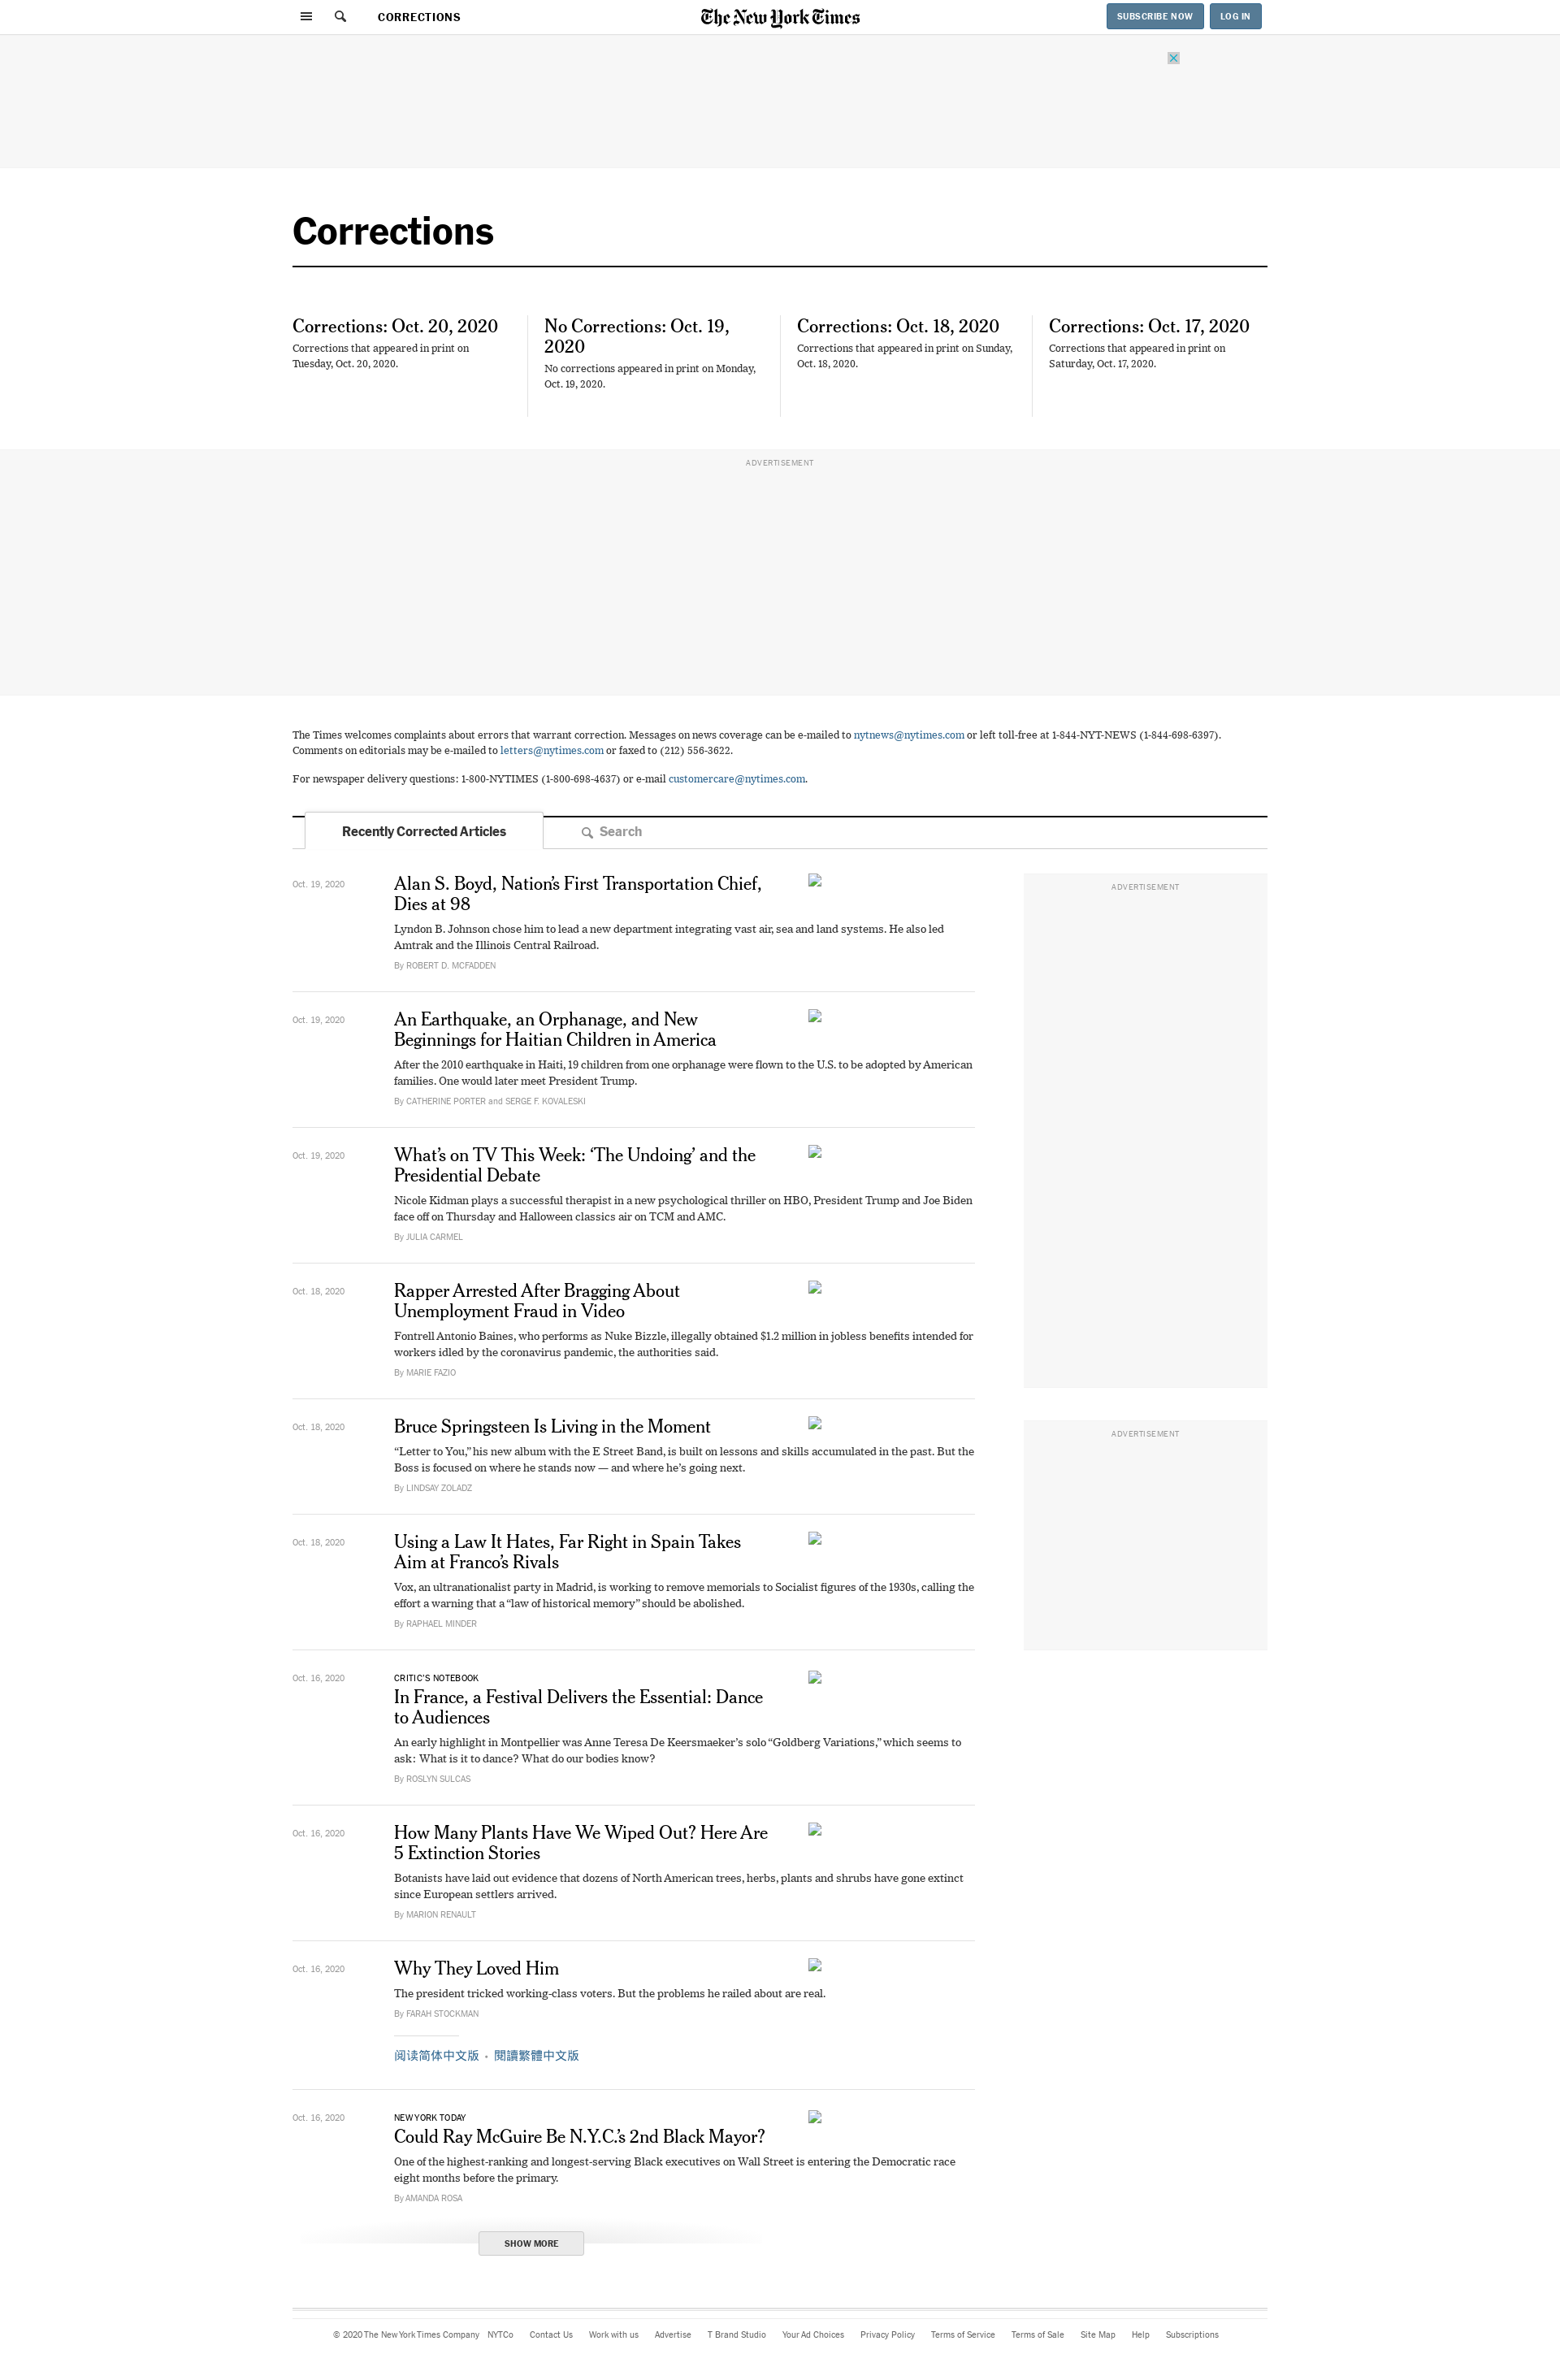 CORRECTIONS
The New York Times
SUBSCRIBE NOW
LOG IN
Corrections
Corrections: Oct. 20, 2020
Corrections that appeared in print on
Tuesday, Oct. 20, 2020.
No Corrections: Oct. 19,
2020
No corrections appeared in print on Monday,
Oct. 19, 2020.
Corrections: Oct. 18, 2020
Corrections that appeared in print on Sunday,
Oct. 18, 2020.
Corrections: Oct. 17, 2020
Corrections that appeared in print on
Saturday, Oct. 17, 2020.
ADVERTISEMENT
The Times welcomes complaints about errors that warrant correction. Messages on news coverage can be e-mailed to nytnews@nytimes.com or left toll-free at 1-844-NYT-NEWS (1-844-698-6397).
Comments on editorials may be e-mailed to letters@nytimes.com or faxed to (212) 556-3622.
For newspaper delivery questions: 1-800-NYTIMES (1-800-698-4637) or e-mail customercare@nytimes.com.
Recently Corrected Articles
Search
Oct. 19, 2020
Alan S. Boyd, Nation’s First Transportation Chief,
Dies at 98
Lyndon B. Johnson chose him to lead a new department integrating vast air, sea and land systems. He also led
Amtrak and the Illinois Central Railroad.
By ROBERT D. MCFADDEN
ADVERTISEMENT
Oct. 19, 2020
An Earthquake, an Orphanage, and New
Beginnings for Haitian Children in America
After the 2010 earthquake in Haiti, 19 children from one orphanage were flown to the U.S. to be adopted by American
families. One would later meet President Trump.
By CATHERINE PORTER and SERGE F. KOVALESKI
Oct. 19, 2020
What’s on TV This Week: ‘The Undoing’ and the
Presidential Debate
Nicole Kidman plays a successful therapist in a new psychological thriller on HBO, President Trump and Joe Biden
face off on Thursday and Halloween classics air on TCM and AMC.
By JULIA CARMEL
Oct. 18, 2020
Rapper Arrested After Bragging About
Unemployment Fraud in Video
Fontrell Antonio Baines, who performs as Nuke Bizzle, illegally obtained $1.2 million in jobless benefits intended for
workers idled by the coronavirus pandemic, the authorities said.
By MARIE FAZIO
Oct. 18, 2020
Bruce Springsteen Is Living in the Moment
“Letter to You,” his new album with the E Street Band, is built on lessons and skills accumulated in the past. But the
Boss is focused on where he stands now — and where he’s going next.
By LINDSAY ZOLADZ
ADVERTISEMENT
Oct. 18, 2020
Using a Law It Hates, Far Right in Spain Takes
Aim at Franco’s Rivals
Vox, an ultranationalist party in Madrid, is working to remove memorials to Socialist figures of the 1930s, calling the
effort a warning that a “law of historical memory” should be abolished.
By RAPHAEL MINDER
Oct. 16, 2020
CRITIC’S NOTEBOOK
In France, a Festival Delivers the Essential: Dance
to Audiences
An early highlight in Montpellier was Anne Teresa De Keersmaeker’s solo “Goldberg Variations,” which seems to
ask: What is it to dance? What do our bodies know?
By ROSLYN SULCAS
Oct. 16, 2020
How Many Plants Have We Wiped Out? Here Are
5 Extinction Stories
Botanists have laid out evidence that dozens of North American trees, herbs, plants and shrubs have gone extinct
since European settlers arrived.
By MARION RENAULT
Oct. 16, 2020
Why They Loved Him
The president tricked working-class voters. But the problems he railed about are real.
By FARAH STOCKMAN
阅读简体中文版 • 閱讀繁體中文版
Oct. 16, 2020
NEW YORK TODAY
Could Ray McGuire Be N.Y.C.’s 2nd Black Mayor?
One of the highest-ranking and longest-serving Black executives on Wall Street is entering the Democratic race
eight months before the primary.
By AMANDA ROSA
SHOW MORE
© 2020 The New York Times Company NYTCo Contact Us Work with us Advertise T Brand Studio Your Ad Choices Privacy Policy Terms of Service Terms of Sale Site Map Help Subscriptions